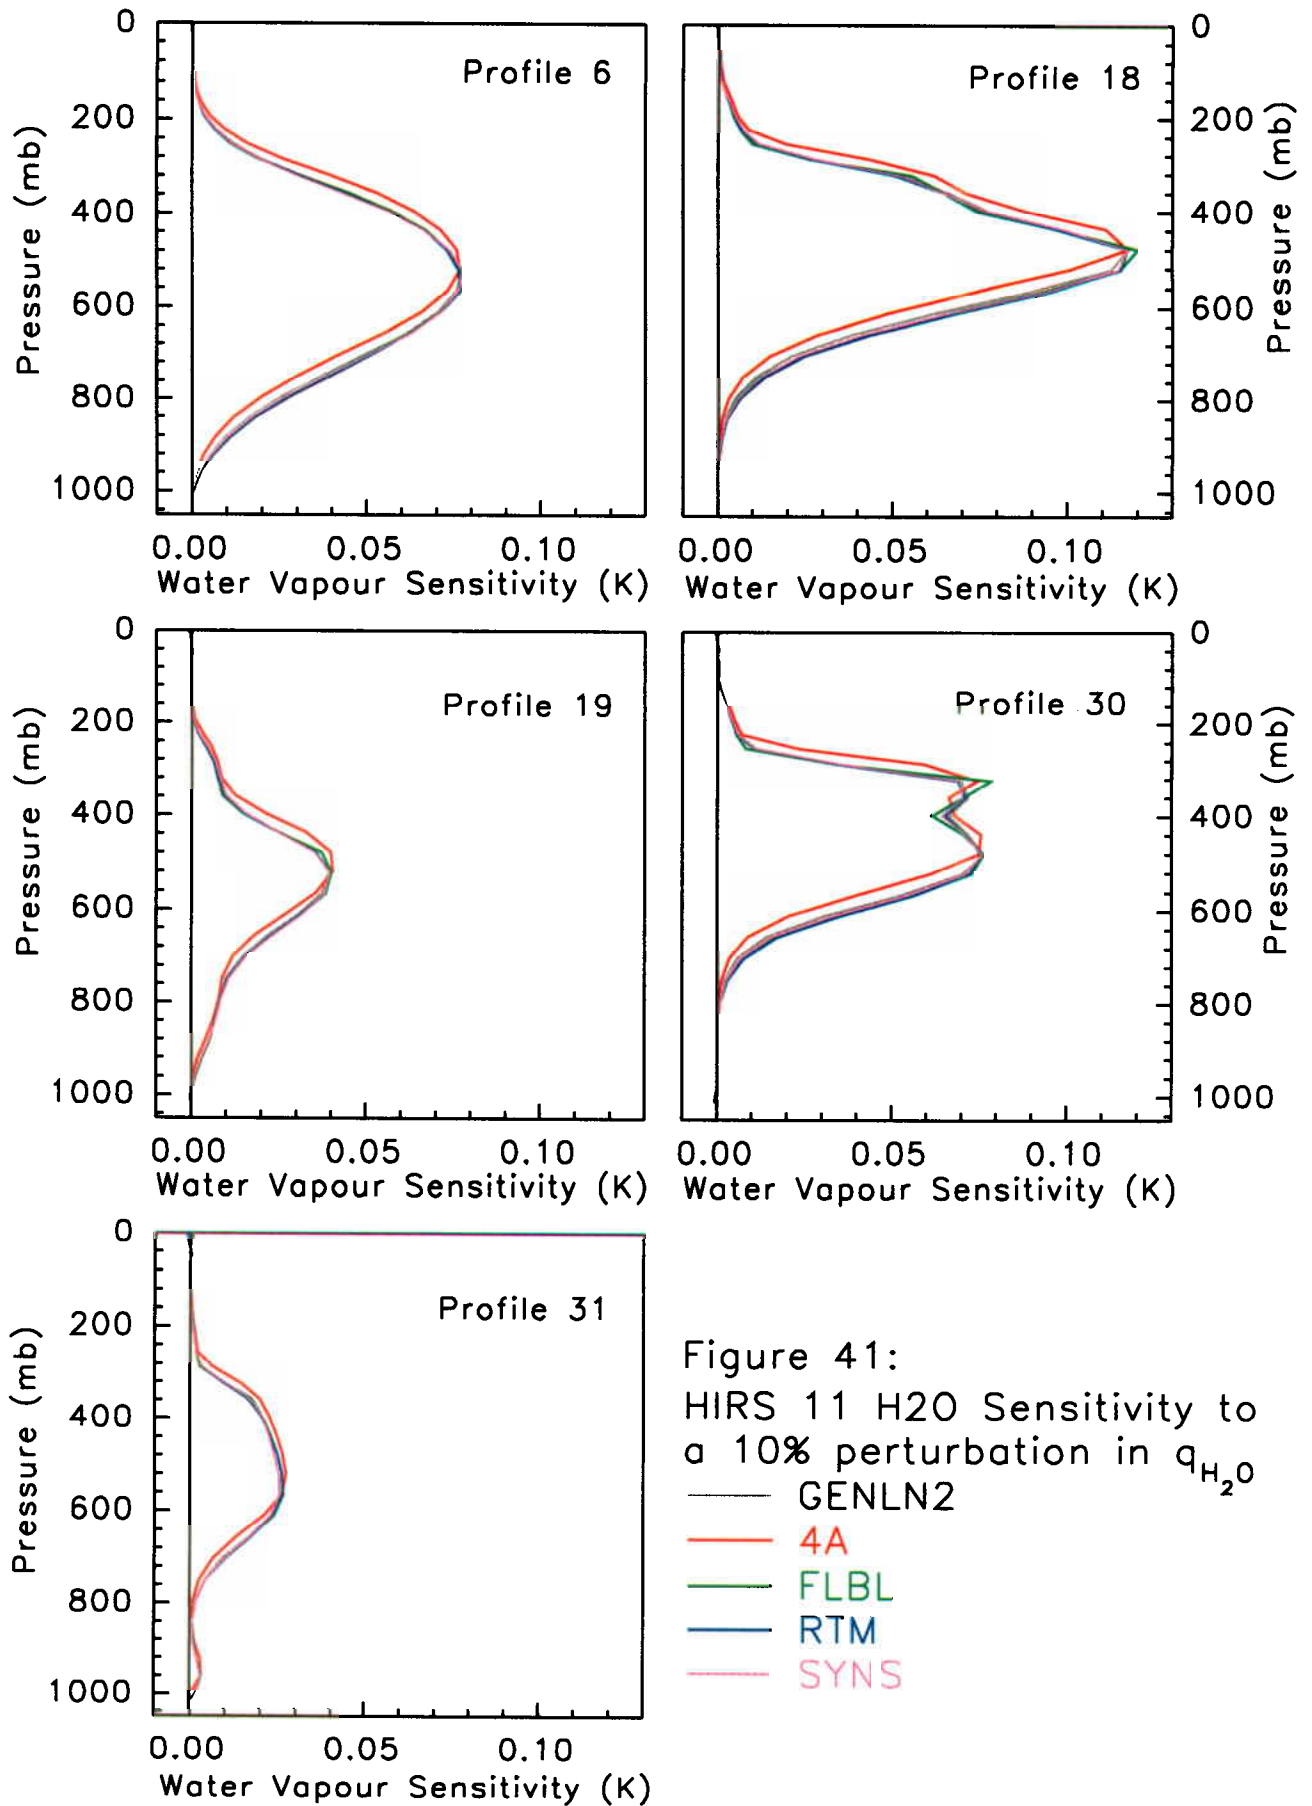 Profile 6
0
200
400
600
800
1000
Pressure (mb)
0.00 0.05 0.10
Water Vapour Sensitivity (K)
Profile 18
0
200
400
600
800
1000
Pressure (mb)
0.00 0.05 0.10
Water Vapour Sensitivity (K)
Profile 19
0
200
400
600
800
1000
Pressure (mb)
0.00 0.05 0.10
Water Vapour Sensitivity (K)
Profile 30
0
200
400
600
800
1000
Pressure (mb)
0.00 0.05 0.10
Water Vapour Sensitivity (K)
Profile 31
0
200
400
600
800
1000
Pressure (mb)
0.00 0.05 0.10
Water Vapour Sensitivity (K)
Figure 41:
HIRS 11 H2O Sensitivity to
a 10% perturbation in qH2O
GENLN2
4A
FLBL
RTM
SYNS